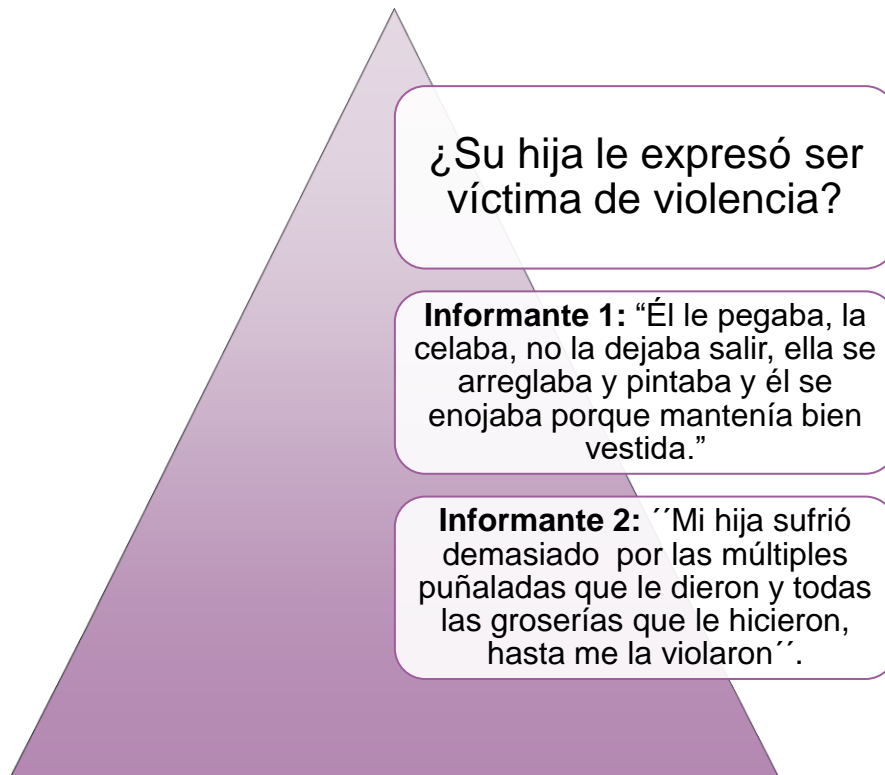 ¿Su hija le expresó ser
víctima de violencia?
Informante 1: “Él le pegaba, la
celaba, no la dejaba salir, ella se
arreglaba y pintaba y él se
enojaba porque mantenía bien
vestida.”
Informante 2: ´´Mi hija sufrió
demasiado por las múltiples
puñaladas que le dieron y todas
las groserías que le hicieron,
hasta me la violaron´´.